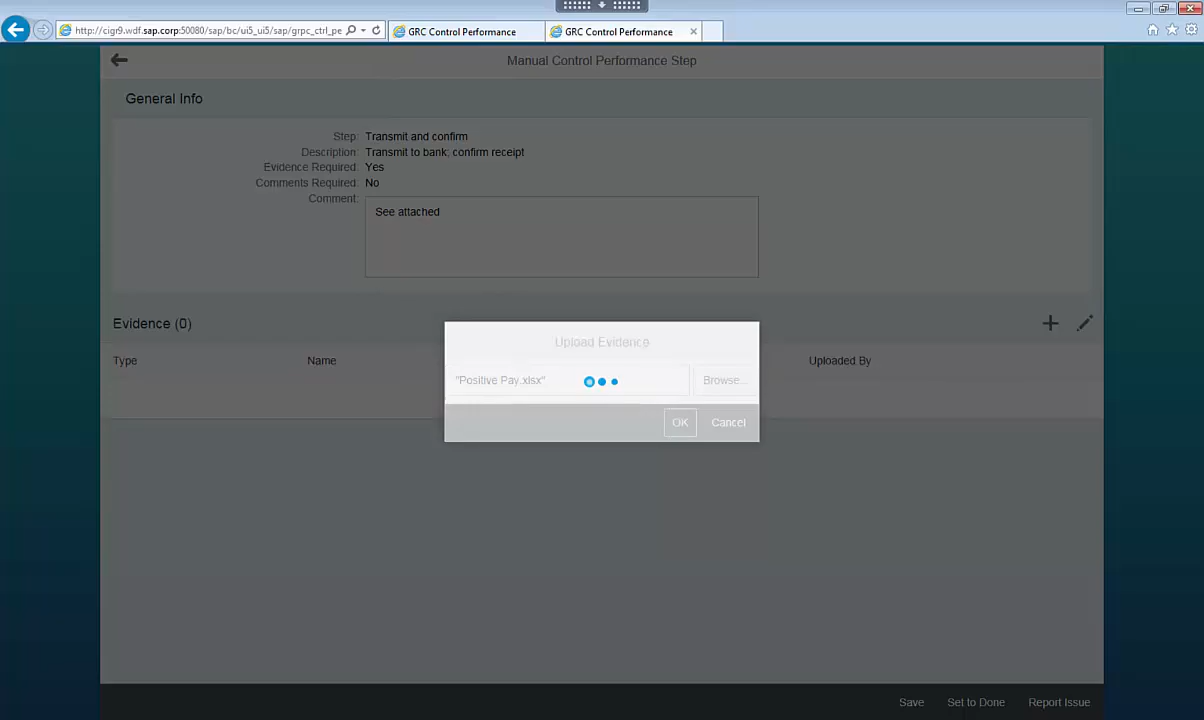 http://cigr9.wdf.sap.corp:50080/sap/bc/ui5_ui5/sap/grpc_ctrl_pe
GRC Control Performance
GRC Control Performance
Manual Control Performance Step
General Info
Step: Transmit and confirm
Description: Transmit to bank; confirm receipt
Evidence Required: Yes
Comments Required: No
Comment:
See attached
Evidence (0)
Type Name Uploaded By
Upload Evidence
"Positive Pay.xlsx" Browse...
OK Cancel
Save Set to Done Report Issue